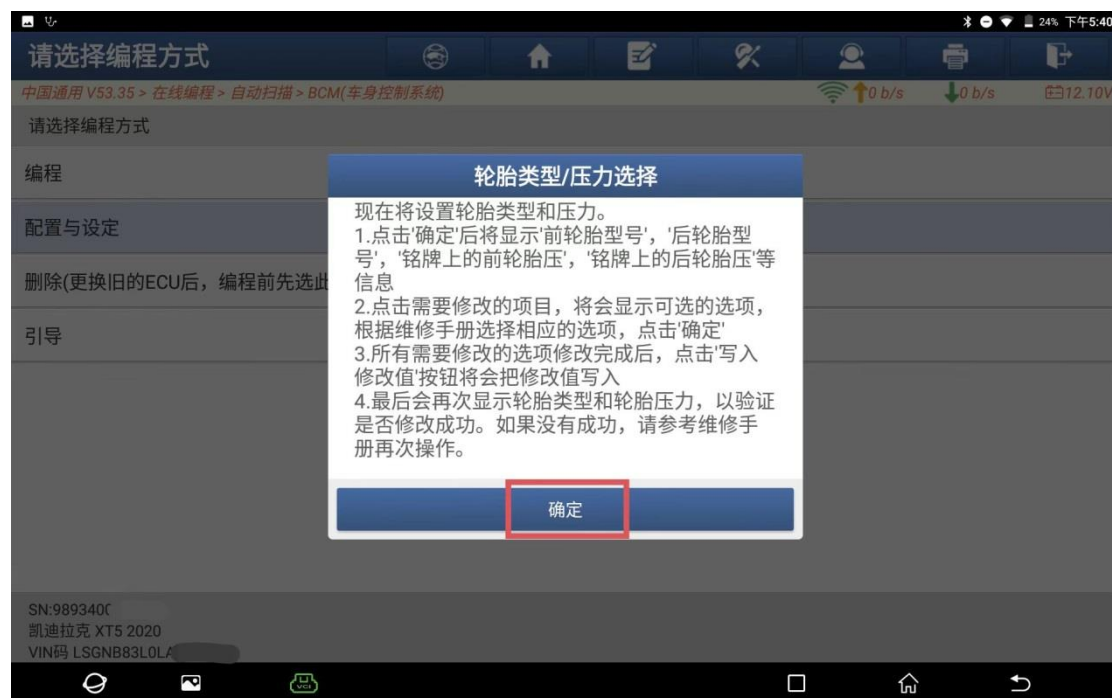 24% 下午5:40
请选择编程方式
中国通用 V53.35 > 在线编程 > 自动扫描 > BCM(车身控制系统)
0 b/s
0 b/s
12.10V
请选择编程方式
编程
配置与设定
删除(更换旧的ECU后，编程前先选此
引导
轮胎类型/压力选择
现在将设置轮胎类型和压力。
1.点击'确定'后将显示'前轮胎型号'，'后轮胎型
号'，'铭牌上的前轮胎压'，'铭牌上的后轮胎压'等
信息
2.点击需要修改的项目，将会显示可选的选项，
根据维修手册选择相应的选项，点击'确定'
3.所有需要修改的选项修改完成后，点击'写入
修改值'按钮将会把修改值写入
4.最后会再次显示轮胎类型和轮胎压力，以验证
是否修改成功。如果没有成功，请参考维修手
册再次操作。
确定
SN:989340
凯迪拉克 XT5 2020
VIN码 LSGNB83L0L
VCI